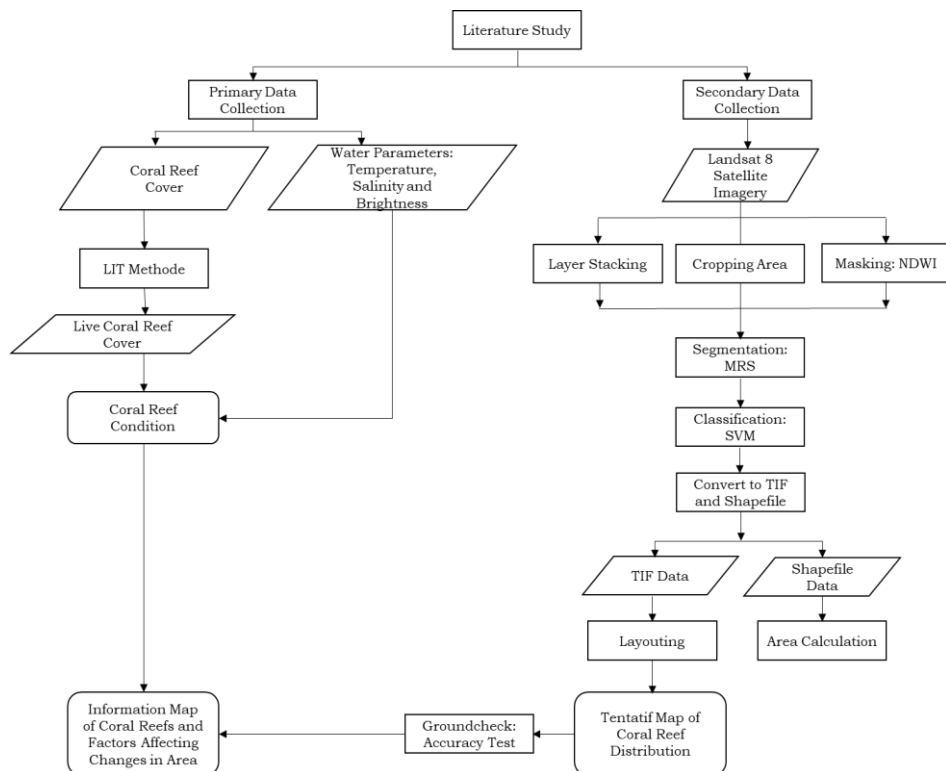 Literature Study
Primary Data
Collection
Secondary Data
Collection
Coral Reef
Cover
Water Parameters:
Temperature,
Salinity and
Brightness
Landsat 8
Satellite
Imagery
LIT Methode
Layer Stacking
Cropping Area
Masking: NDWI
Live Coral Reef
Cover
Segmentation:
MRS
Coral Reef
Condition
Classification:
SVM
Convert to TIF
and Shapefile
TIF Data
Shapefile
Data
Layouting
Area Calculation
Information Map
of Coral Reefs and
Factors Affecting
Changes in Area
Groundcheck:
Accuracy Test
Tentatif Map of
Coral Reef
Distribution